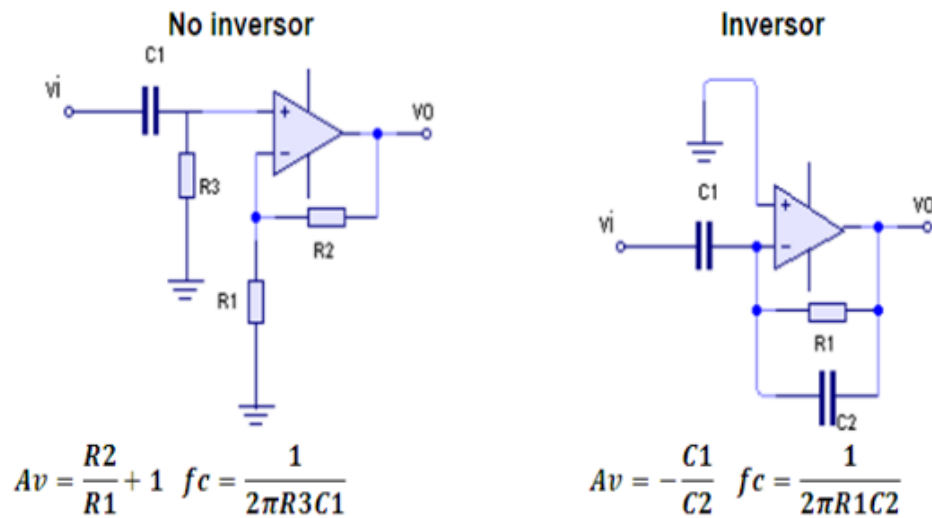 No inversor
C1
vi
R3
R2
R1
vo
Av = R2/R1 + 1 fc = 1/2πR3C1
Inversor
C1
vi
vo
R1
C2
Av = −C1/C2 fc = 1/2πR1C2